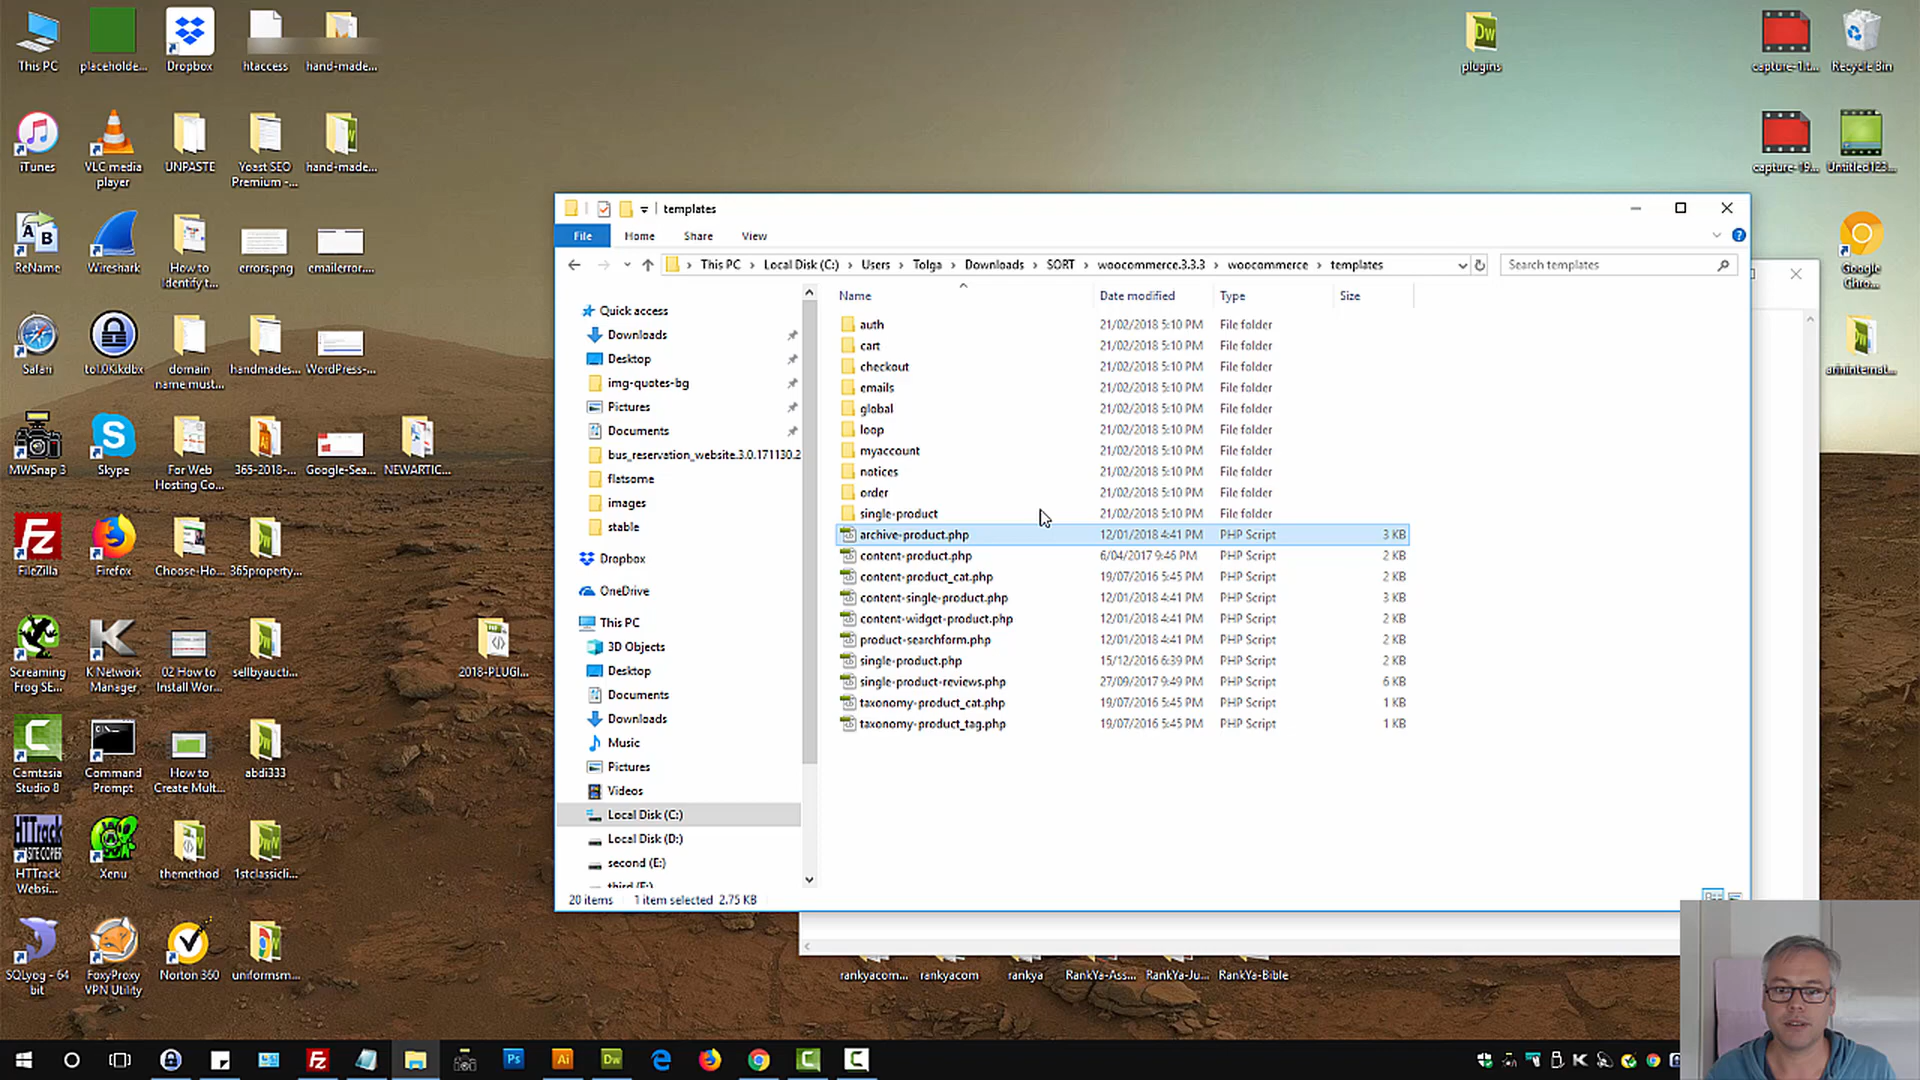 This PC
placeholde...
Dropbox
htaccess
hand-made...
plugins
capture-1.t...
Recycle Bin
iTunes
VLC media player
UNPASTE
Yoast SEO Premium -...
hand-made...
capture-19...
Untitled123...
ReName
Wireshark
How to Identify t...
errors.png
emailerror....
Google Chro...
Safari
to1.0K.kdbx
domain name must...
handmades...
WordPress-...
MWSnap 3
Skype
For Web Hosting Co...
365-2018-...
Google-Sea...
NEWARTIC...
FileZilla
Firefox
Choose-Ho...
365property...
Screaming Frog SE...
K Network Manager
02 How to Install Wor...
sellbyaucti...
2018-PLUGI...
Camtasia Studio 8
Command Prompt
How to Create Mult...
abdi333
HTTrack Websi...
Xenu
themethod
1stclassicli...
SQLyog - 64 bit
FoxyProxy VPN Utility
Norton 360
uniformsm...
templates
File Home Share View
This PC > Local Disk (C:) > Users > Tolga > Downloads > SORT > woocommerce.3.3.3 > woocommerce > templates
Search templates
Quick access
Downloads
Desktop
img-quotes-bg
Pictures
Documents
bus_reservation_website.3.0.171130.2
flatsome
images
stable
Dropbox
OneDrive
This PC
3D Objects
Desktop
Documents
Downloads
Music
Pictures
Videos
Local Disk (C:)
Local Disk (D:)
second (E:)
third (F:)
Name Date modified Type Size
auth 21/02/2018 5:10 PM File folder
cart 21/02/2018 5:10 PM File folder
checkout 21/02/2018 5:10 PM File folder
emails 21/02/2018 5:10 PM File folder
global 21/02/2018 5:10 PM File folder
loop 21/02/2018 5:10 PM File folder
myaccount 21/02/2018 5:10 PM File folder
notices 21/02/2018 5:10 PM File folder
order 21/02/2018 5:10 PM File folder
single-product 21/02/2018 5:10 PM File folder
archive-product.php 12/01/2018 4:41 PM PHP Script 3 KB
content-product.php 6/04/2017 9:46 PM PHP Script 2 KB
content-product_cat.php 19/07/2016 5:45 PM PHP Script 2 KB
content-single-product.php 12/01/2018 4:41 PM PHP Script 3 KB
content-widget-product.php 12/01/2018 4:41 PM PHP Script 2 KB
product-searchform.php 12/01/2018 4:41 PM PHP Script 2 KB
single-product.php 15/12/2016 6:39 PM PHP Script 2 KB
single-product-reviews.php 27/09/2017 9:49 PM PHP Script 6 KB
taxonomy-product_cat.php 19/07/2016 5:45 PM PHP Script 1 KB
taxonomy-product_tag.php 19/07/2016 5:45 PM PHP Script 1 KB
20 items 1 item selected 2.75 KB
rankyacom...
rankyacom
rankya
RankYa-Ass...
RankYa-Ju...
RankYa-Bible